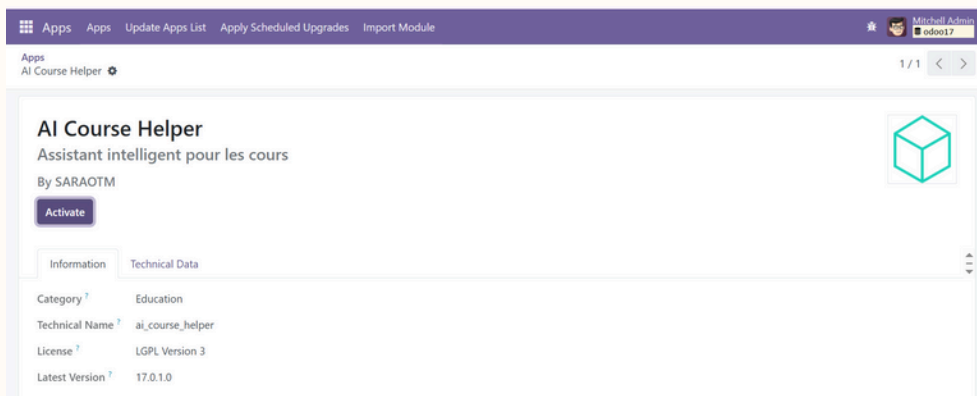 Apps Apps Update Apps List Apply Scheduled Upgrades Import Module Mitchell Admin
odoo17
Apps
AI Course Helper 1 / 1
AI Course Helper
Assistant intelligent pour les cours
By SARAOTM
Activate
Information Technical Data
Category ? Education
Technical Name ? ai_course_helper
License ? LGPL Version 3
Latest Version ? 17.0.1.0